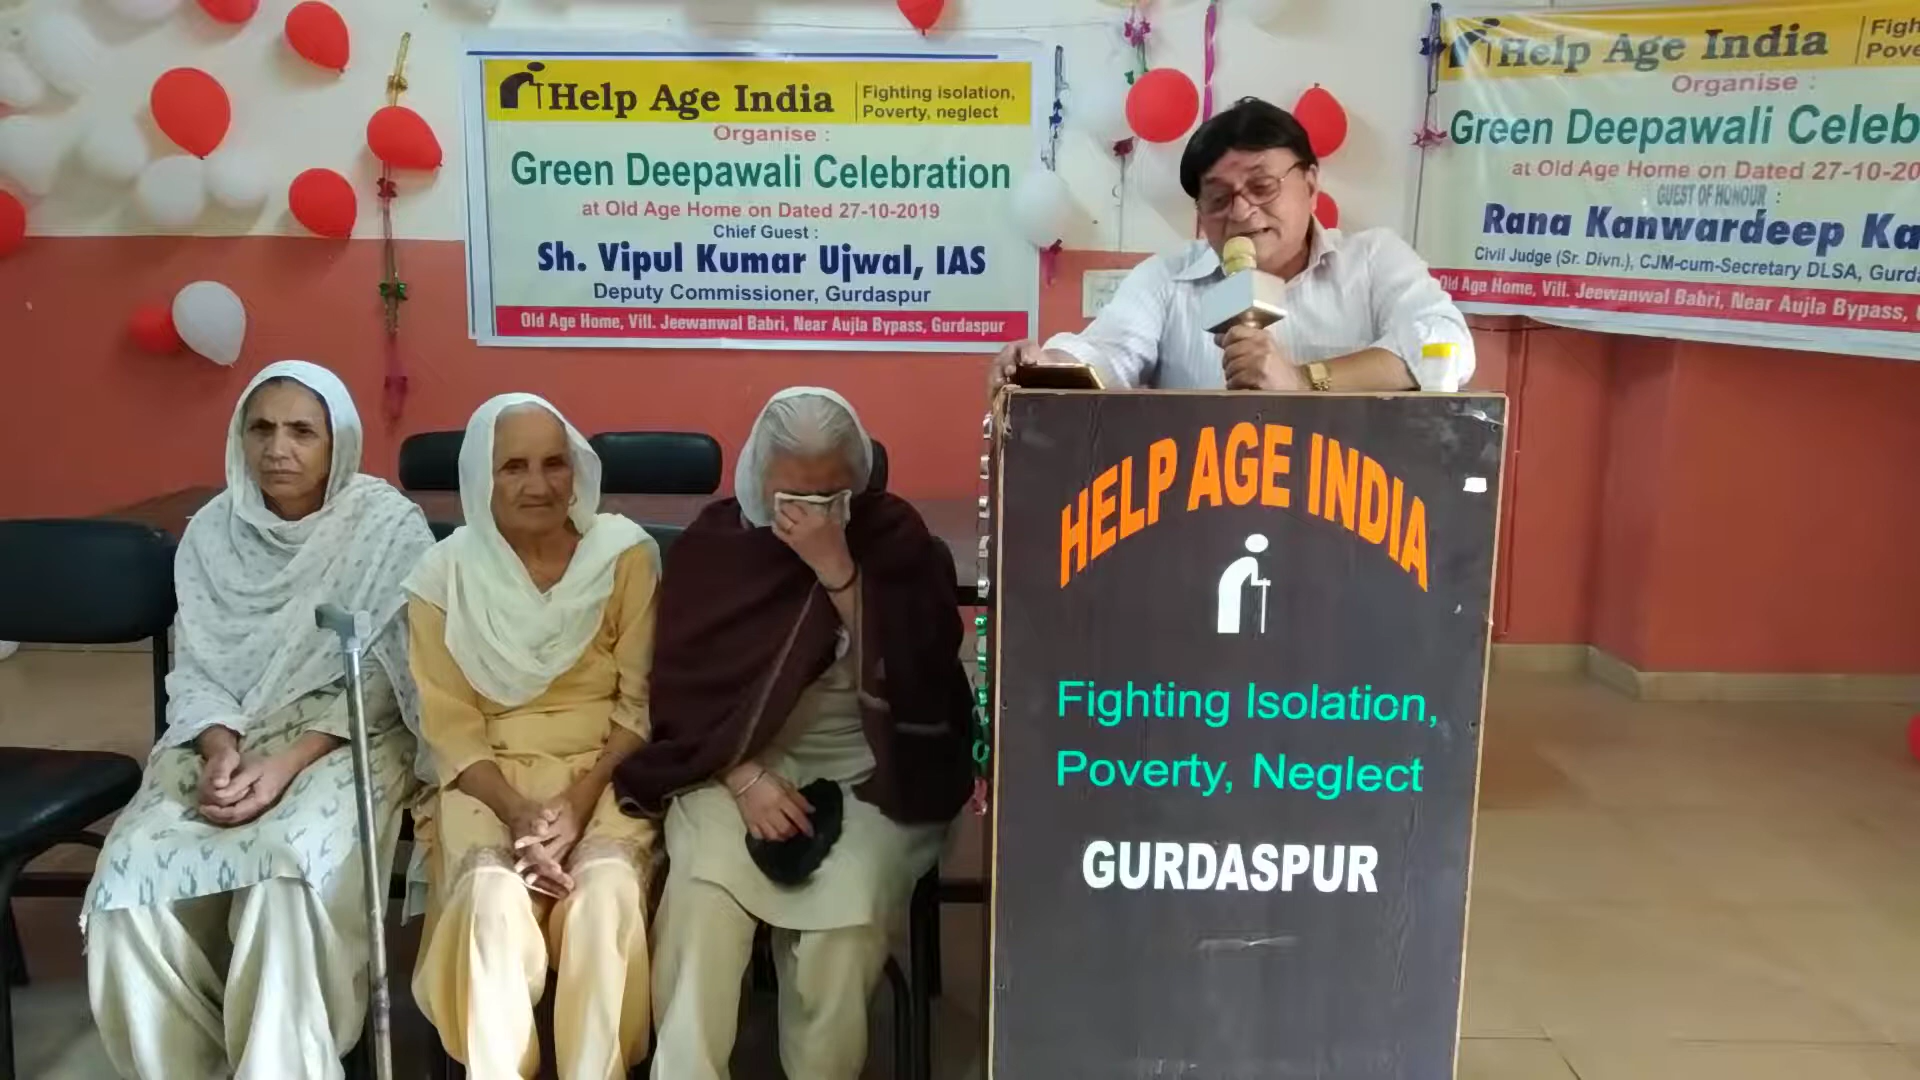 Help Age India
Fighting isolation,
Poverty, neglect
Organise :
Green Deepawali Celebration
at Old Age Home on Dated 27-10-2019
Chief Guest :
Sh. Vipul Kumar Ujwal, IAS
Deputy Commissioner, Gurdaspur
Old Age Home, Vill. Jeewanwal Babri, Near Aujla Bypass, Gurdaspur
Help Age India
Organise :
Green Deepawali
at Old Age Home on Dated 27-10-20
GUEST OF HONOUR :
Rana Kanwardeep
Civil Judge (Sr. Divn.), CJM-cum-Secretary DLSA,
Old Age Home, Vill. Jeewanwal Babri, Near Aujla Bypass,
HELP AGE INDIA
Fighting Isolation,
Poverty, Neglect
GURDASPUR